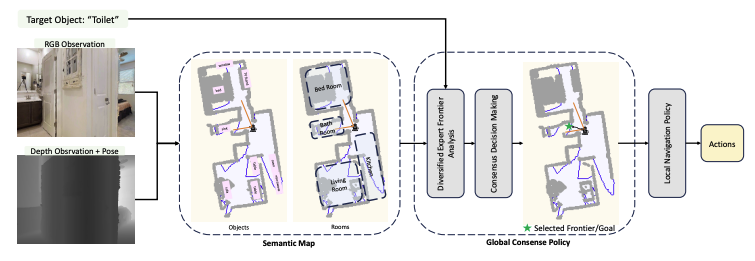 Target Object: “Toilet”
RGB Observation
Depth Obsrvation + Pose
Bed Room
Bath
Room
Living
Room
Kitchen
Objects
Rooms
Semantic Map
Diversified Expert Frontier
Analysis
Consensus Decision Making
Selected Frontier/Goal
Global Consense Policy
Local Navigation Policy
Actions